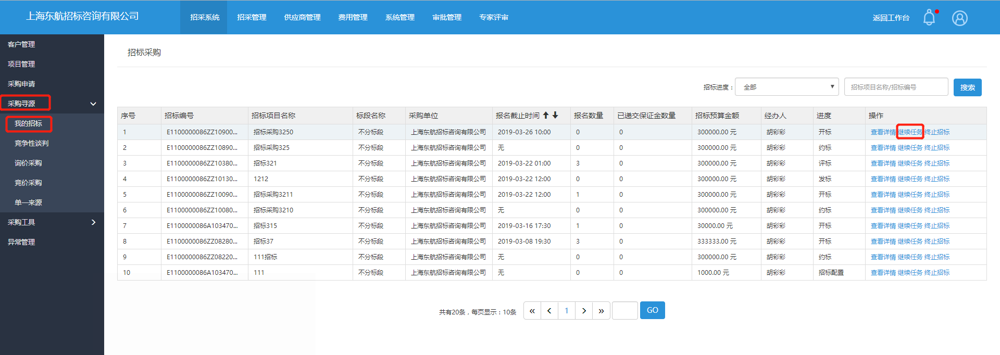 上海东航招标咨询有限公司 招采系统 招采管理 供应商管理 费用管理 系统管理 审批管理 专家评审 返回工作台
客户管理
项目管理
采购申请
采购寻源
我的招标
竞争性谈判
询价采购
竞价采购
单一来源
采购工具
异常管理
招标采购
招标进度： 全部 招标项目名称/招标编号 搜索
序号 招标编号 招标项目名称 标段名称 采购单位 报名截止时间 报名数量 已递交保证金数量 招标预算金额 经办人 进度 操作
1 E1100000086ZZ10900... 招标采购3250 不分标段 上海东航招标咨询有限公司 2019-03-26 10:00 0 0 300000.00 元 胡彩彩 开标 查看详情 继续任务 终止招标
2 E1100000086ZZ10890... 招标采购325 不分标段 上海东航招标咨询有限公司 无 0 0 300000.00 元 胡彩彩 约标 查看详情 继续任务 终止招标
3 E1100000086ZZ10380... 招标321 不分标段 上海东航招标咨询有限公司 2019-03-22 01:00 3 0 300000.00 元 胡彩彩 评标 查看详情 继续任务 终止招标
4 E1100000086ZZ10130... 1212 不分标段 上海东航招标咨询有限公司 2019-03-22 12:00 0 0 300000.00 元 胡彩彩 发标 查看详情 继续任务 终止招标
5 E1100000086ZZ10090... 招标采购3211 不分标段 上海东航招标咨询有限公司 2019-03-22 12:00 1 0 300000.00 元 胡彩彩 开标 查看详情 继续任务 终止招标
6 E1100000086ZZ10080... 招标采购3210 不分标段 上海东航招标咨询有限公司 无 0 0 300000.00 元 胡彩彩 约标 查看详情 继续任务 终止招标
7 E1100000086A103470... 招标315 不分标段 上海东航招标咨询有限公司 2019-03-16 17:30 1 0 30000.00 元 胡彩彩 开标 查看详情 继续任务 终止招标
8 E1100000086ZZ08280... 招标37 不分标段 上海东航招标咨询有限公司 2019-03-08 19:30 3 0 333333.00 元 胡彩彩 开标 查看详情 继续任务 终止招标
9 E1100000086ZZ08220... 111招标 不分标段 上海东航招标咨询有限公司 无 0 0 300000.00 元 胡彩彩 约标 查看详情 继续任务 终止招标
10 E1100000086A103470... 111 不分标段 上海东航招标咨询有限公司 无 0 0 1000.00 元 胡彩彩 招标配置 查看详情 继续任务 终止招标
共有20条，每页显示：10条 « < 1 > » GO